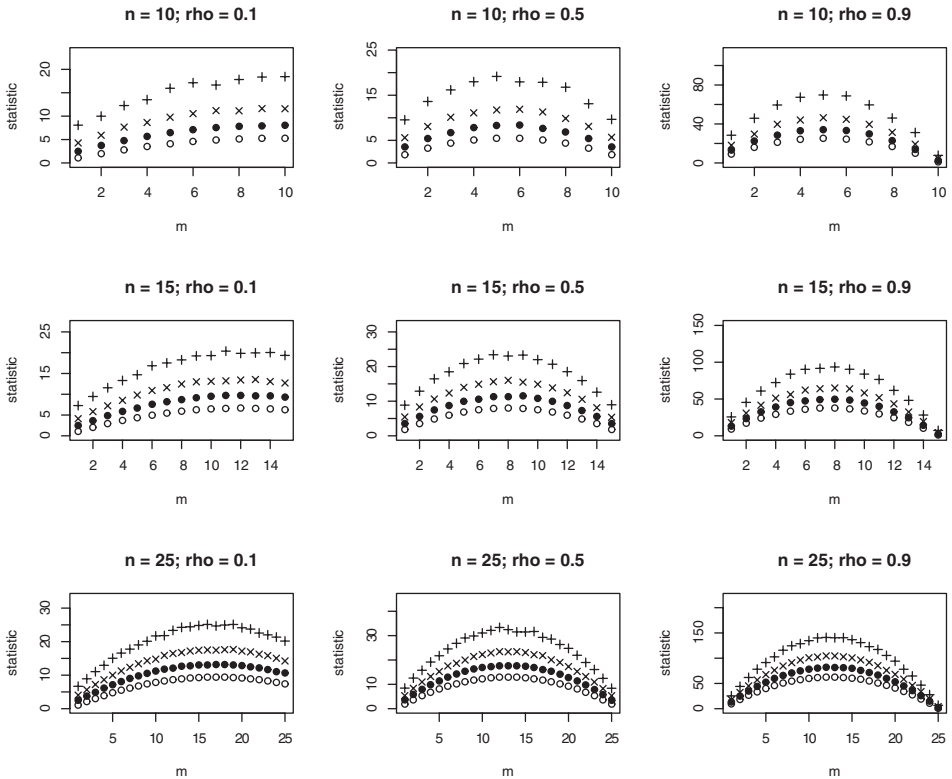 n = 10; rho = 0.1
statistic
0 5 10 20
2 4 6 8 10
m
n = 10; rho = 0.5
statistic
0 5 15 25
2 4 6 8 10
m
n = 10; rho = 0.9
statistic
0 40 80
2 4 6 8 10
m
n = 15; rho = 0.1
statistic
0 5 15 25
2 4 6 8 10 14
m
n = 15; rho = 0.5
statistic
0 10 20 30
2 4 6 8 10 12 14
m
n = 15; rho = 0.9
statistic
0 50 100 150
2 4 6 8 10 14
m
n = 25; rho = 0.1
statistic
0 10 20 30
5 10 15 20 25
m
n = 25; rho = 0.5
statistic
0 10 30
5 10 15 20 25
m
n = 25; rho = 0.9
statistic
0 50 150
5 10 15 20 25
m